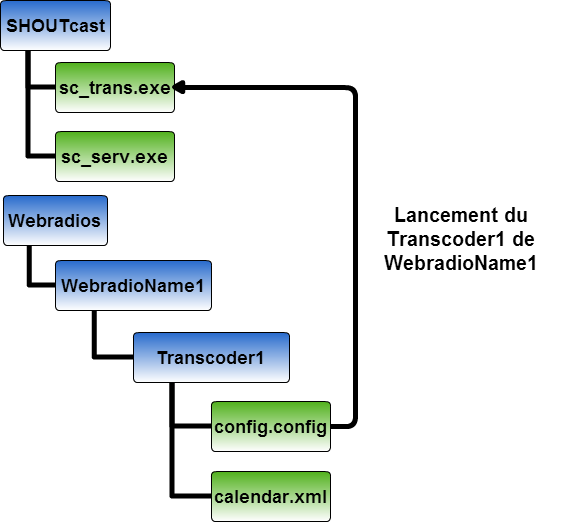 SHOUTcast
sc_trans.exe
sc_serv.exe
Webradios
WebradioName1
Lancement du
Transcoder1 de
WebradioName1
Transcoder1
config.config
calendar.xml